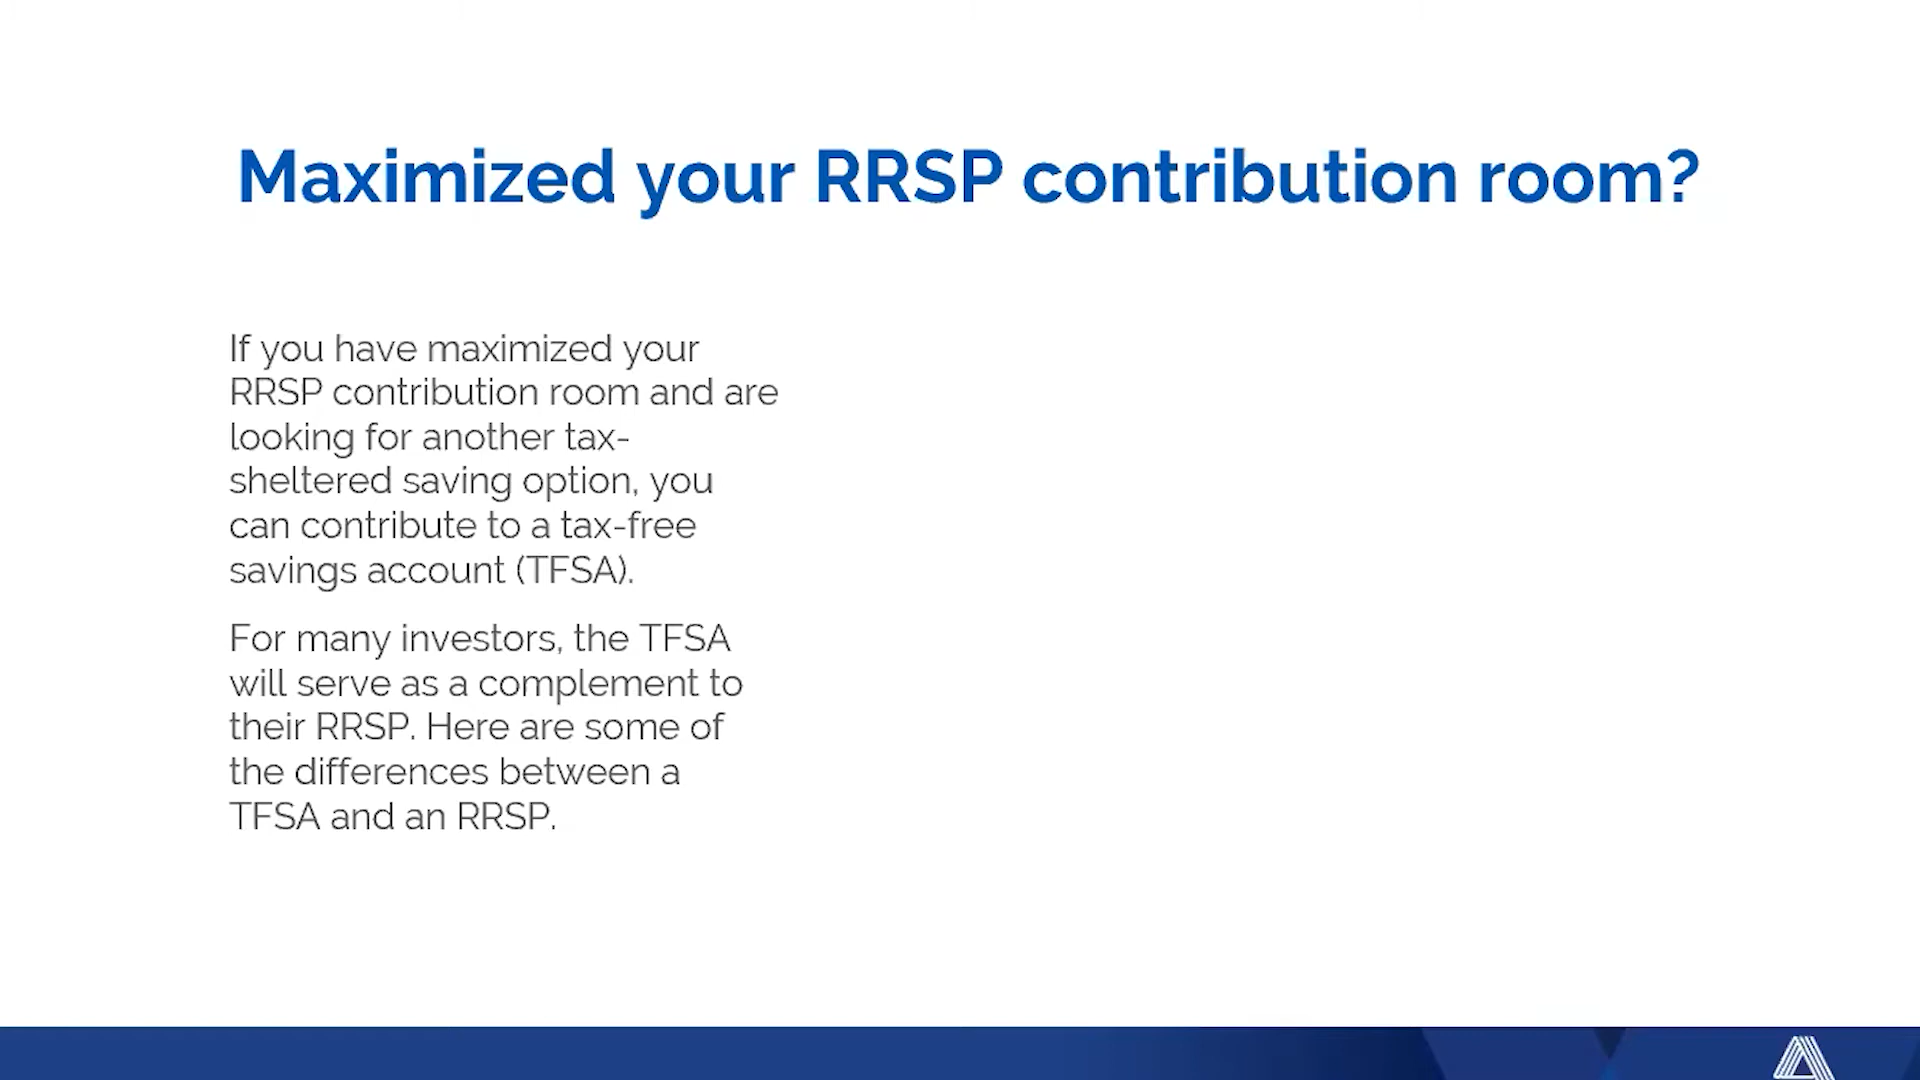 Maximized your RRSP contribution room?
If you have maximized your
RRSP contribution room and are
looking for another tax-
sheltered saving option, you
can contribute to a tax-free
savings account (TFSA).
For many investors, the TFSA
will serve as a complement to
their RRSP. Here are some of
the differences between a
TFSA and an RRSP.